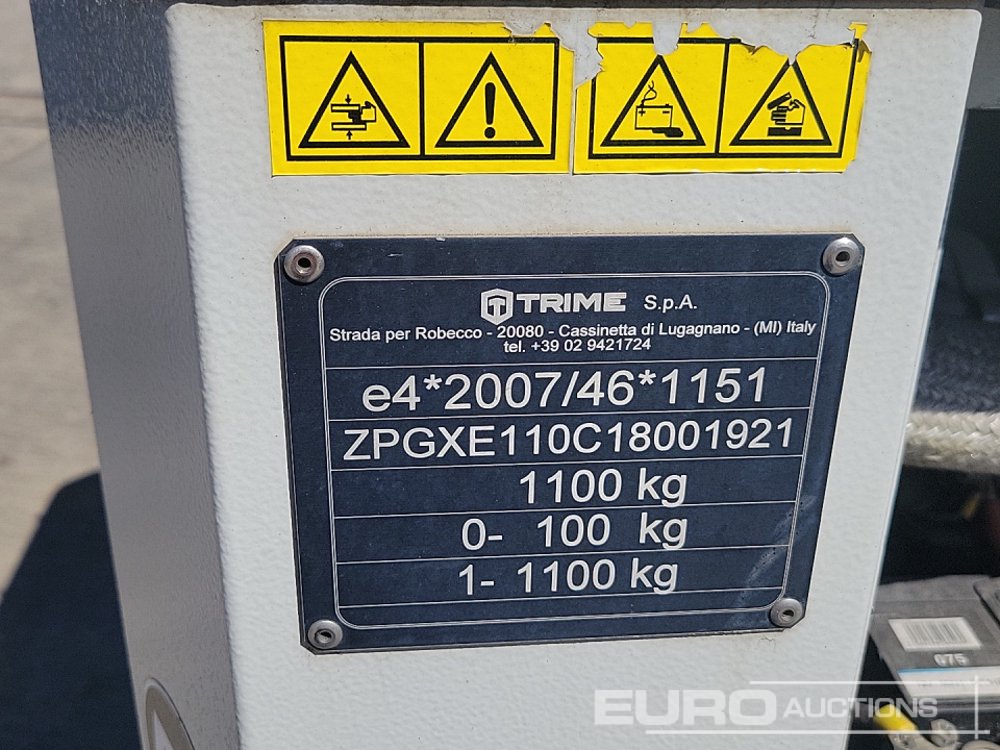 TRIME S.p.A.
Strada per Robecco - 20080 - Cassinetta di Lugagnano - (MI) Italy
tel. +39 02 9421724
e4*2007/46*1151
ZPGXE110C18001921
1100 kg
0- 100 kg
1- 1100 kg
075
EURO AUCTIONS